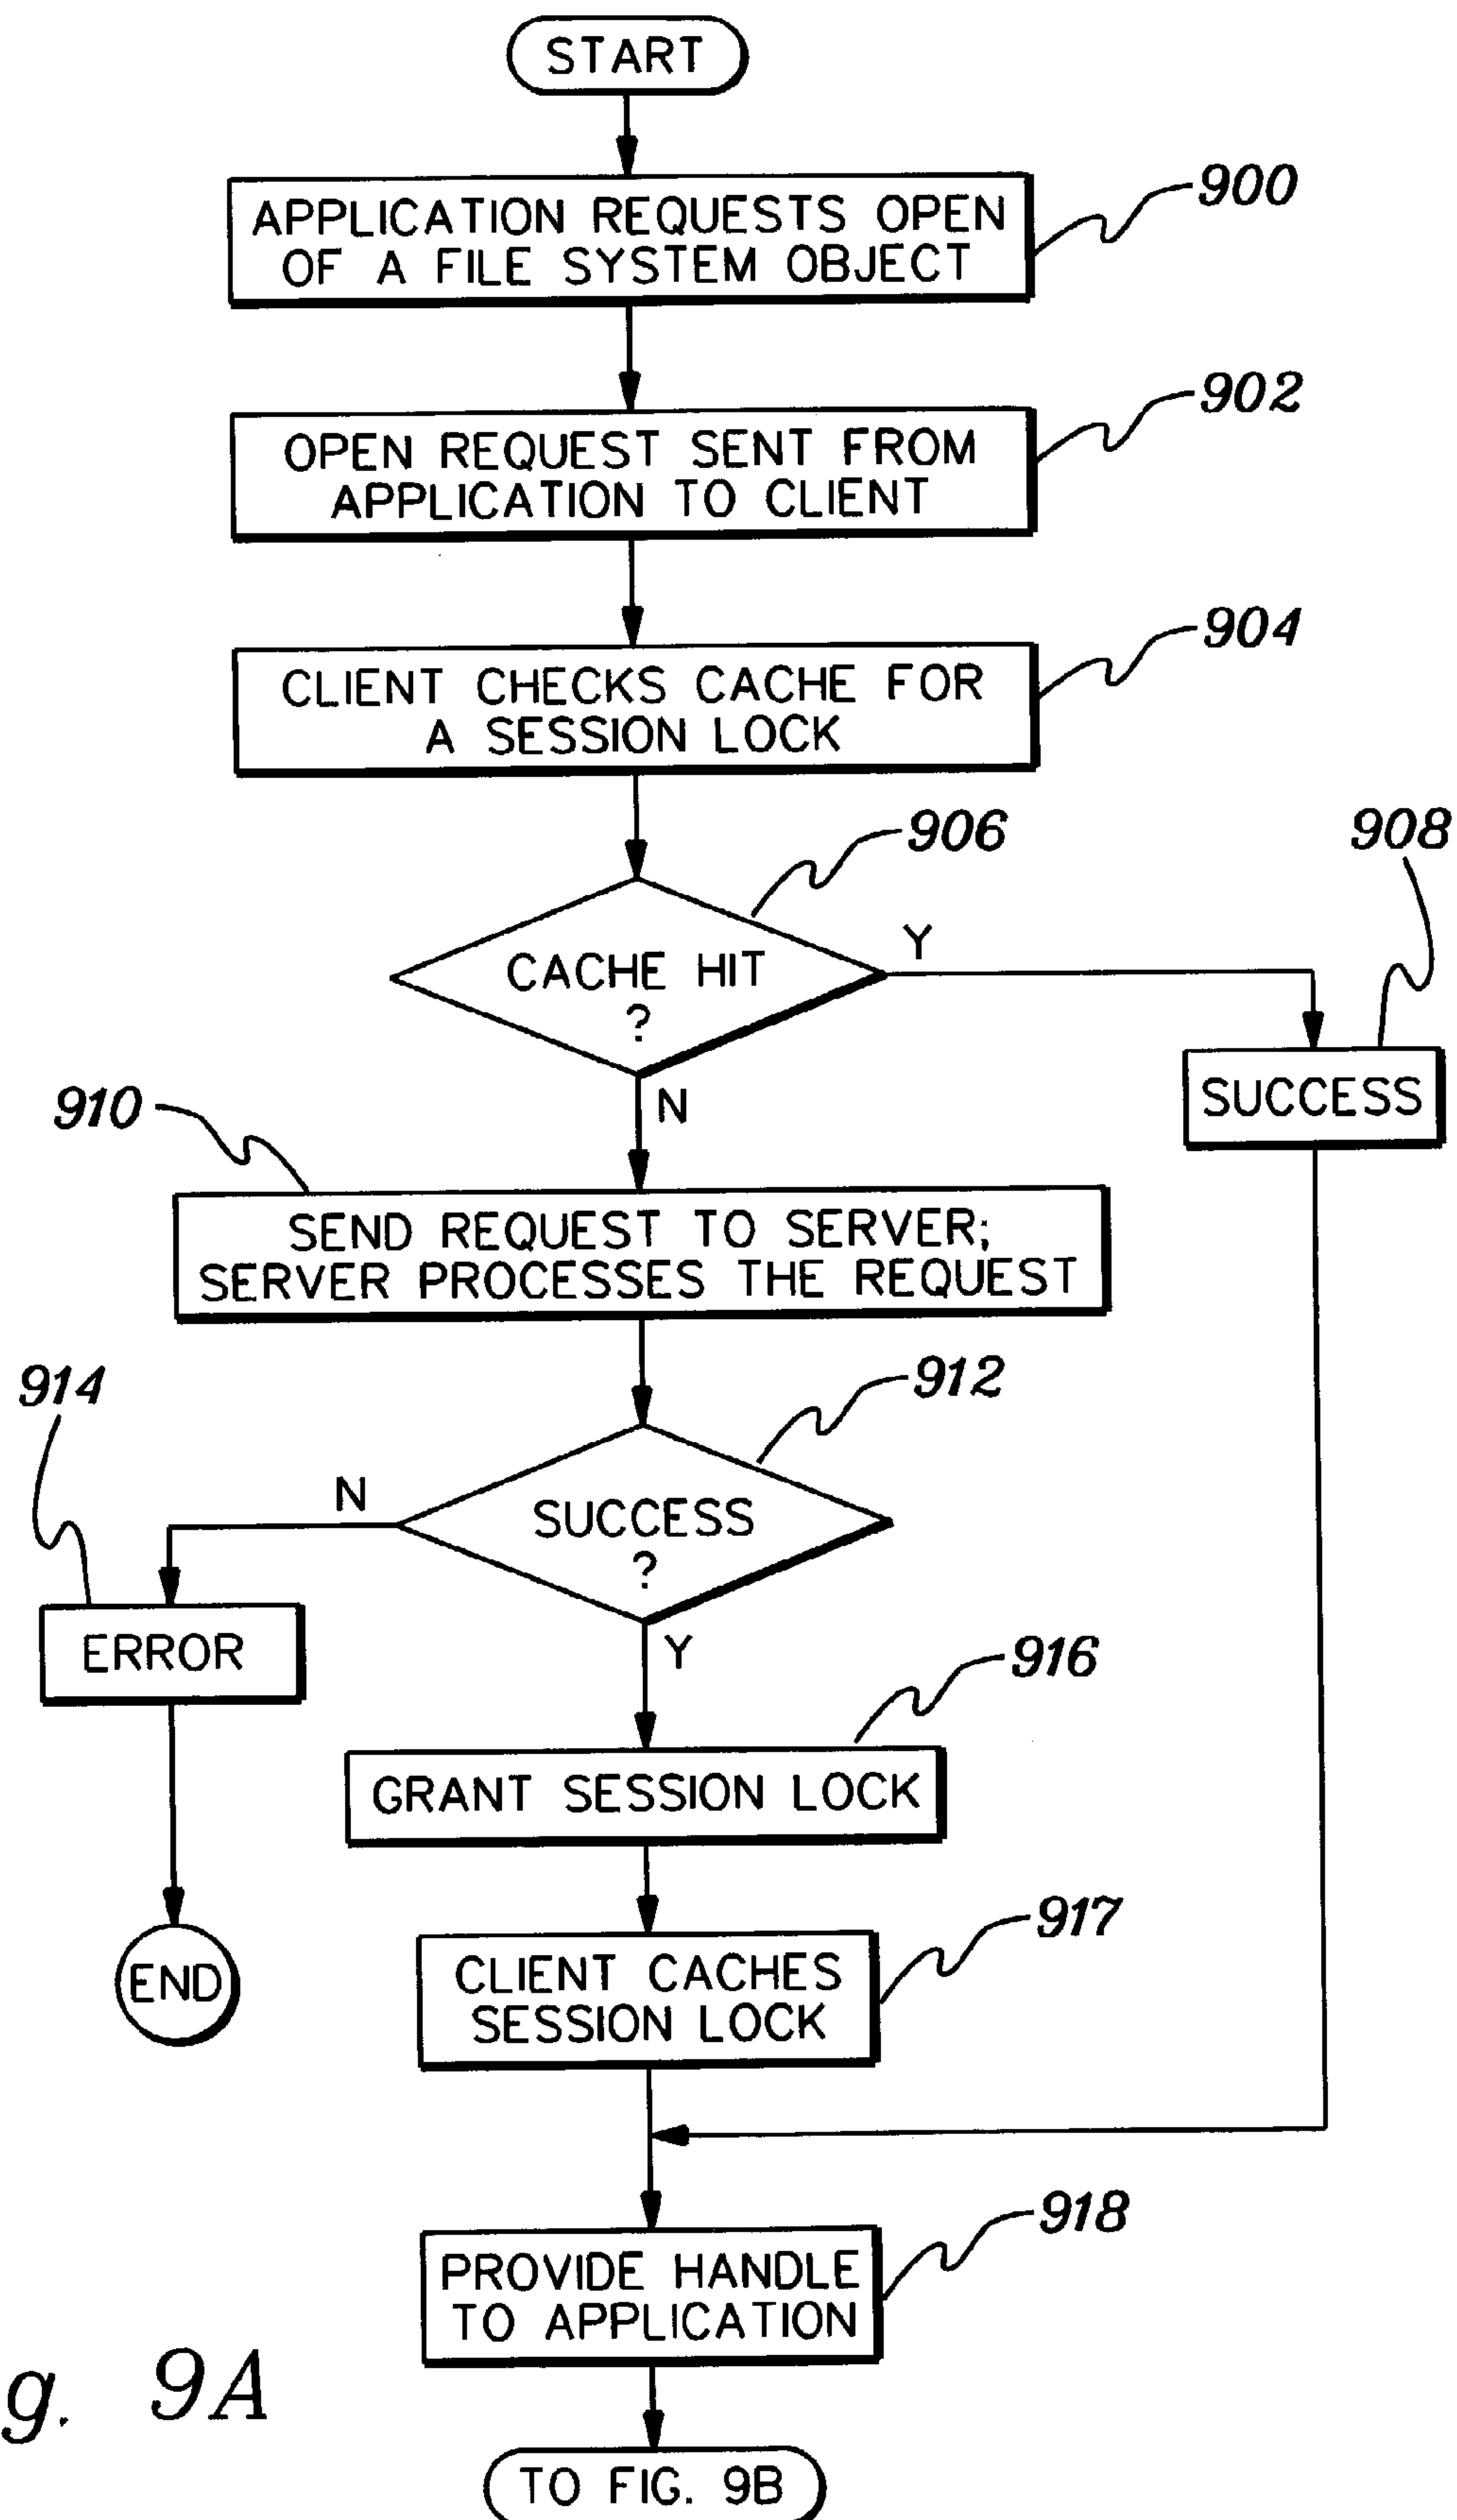 START
900
APPLICATION REQUESTS OPEN
OF A FILE SYSTEM OBJECT
902
OPEN REQUEST SENT FROM
APPLICATION TO CLIENT
904
CLIENT CHECKS CACHE FOR
A SESSION LOCK
906
908
CACHE HIT
?
Y
N
SUCCESS
910
SEND REQUEST TO SERVER;
SERVER PROCESSES THE REQUEST
912
914
SUCCESS
?
N
Y
ERROR
916
GRANT SESSION LOCK
917
END
CLIENT CACHES
SESSION LOCK
918
PROVIDE HANDLE
TO APPLICATION
g. 9A
TO FIG. 9B